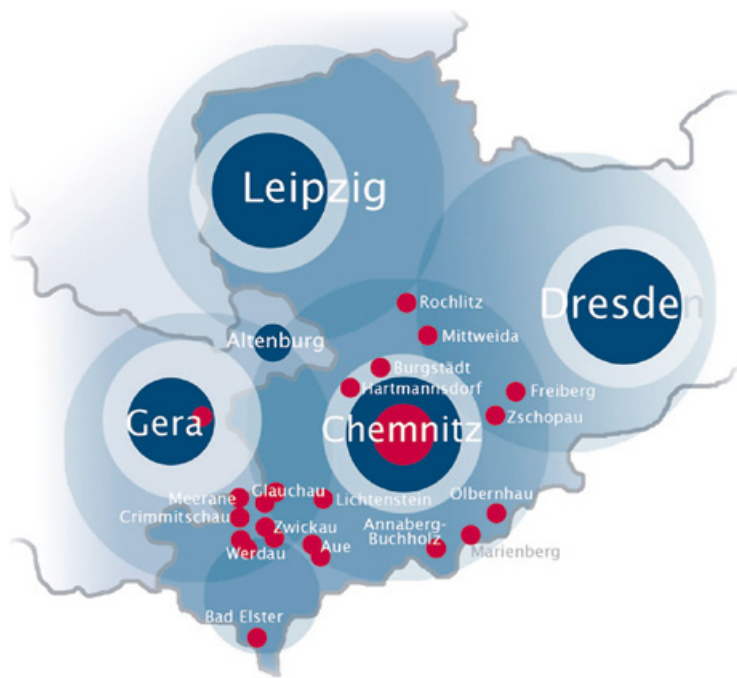 Leipzig
Dresden
Rochlitz
Mittweida
Altenburg
Burgstädt
Hartmannsdorf
Freiberg
Gera
Chemnitz
Zschopau
Meerane
Glauchau
Lichtenstein
Olbernhau
Crimmitschau
Zwickau
Annaberg-
Buchholz
Werdau
Aue
Marienberg
Bad Elster